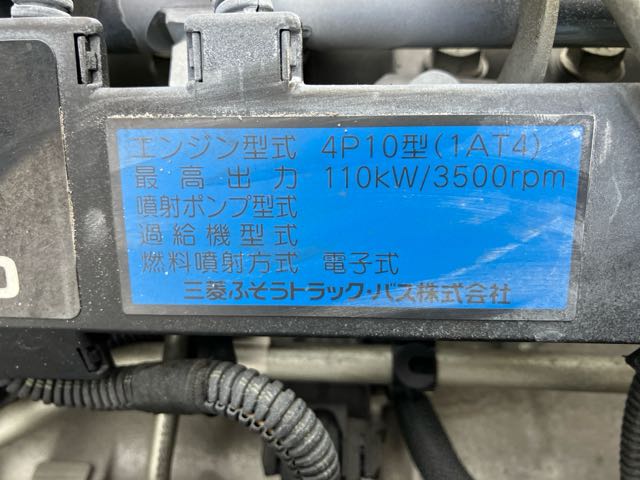 エンジン型式 4P10型(1AT4)
最高出力 110kW/3500rpm
噴射ポンプ型式
過給機型式
燃料噴射方式 電子式
三菱ふそうトラック・バス株式会社